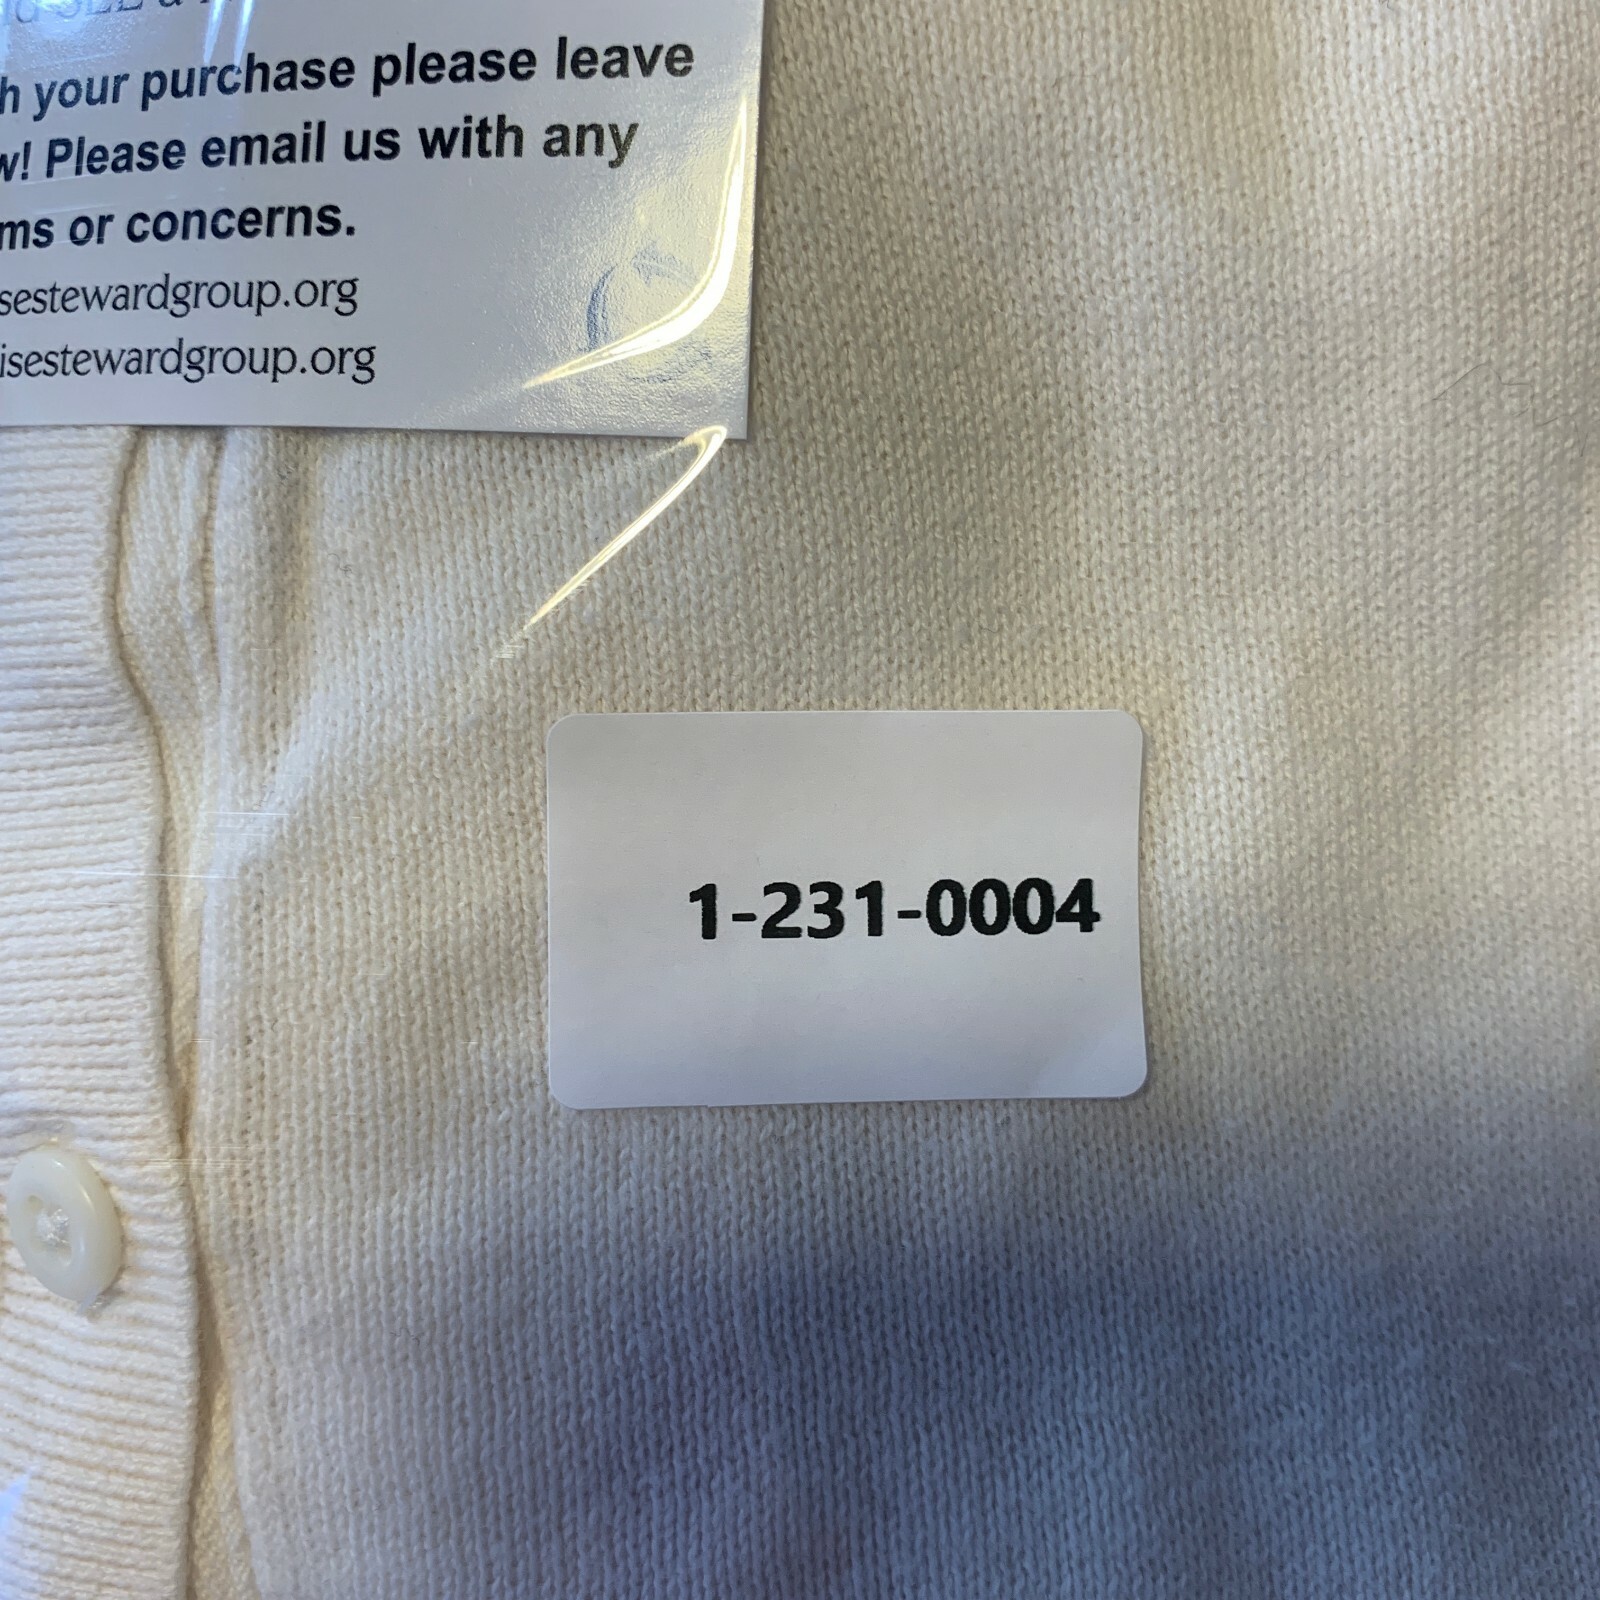 h your purchase please leave
w! Please email us with any
ms or concerns.
sestewardgroup.org
isestewardgroup.org
1-231-0004